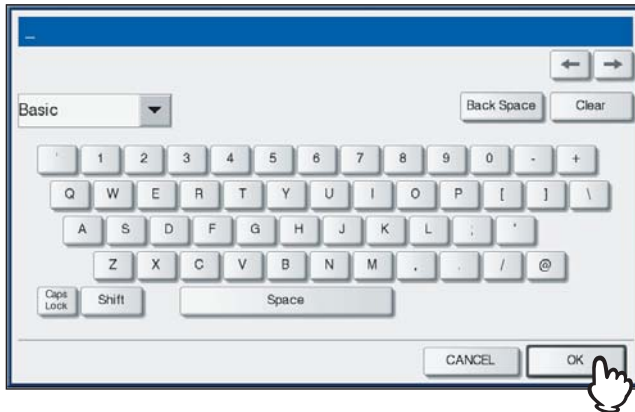 _
Basic Back Space Clear
` 1 2 3 4 5 6 7 8 9 0 - +
Q W E R T Y U I O P [ ] \
A S D F G H J K L ; '
Z X C V B N M , . / @
Caps Lock Shift Space
CANCEL OK